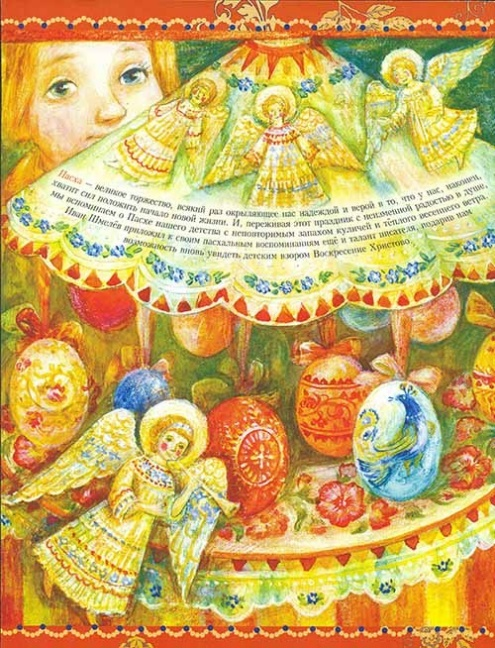 Пасха — великое торжество, всякий раз окрыляющее нас надеждой и верой в то, что у нас, наконец,
хватит сил положить начало новой жизни. И, переживая этот праздник с неизменной радостью в душе,
мы вспоминаем о Пасхе нашего детства с неповторимым запахом куличей и тёплого весеннего ветра.
Иван Шмелёв приложил к своим пасхальным воспоминаниям ещё и талант писателя, подарив нам
возможность вновь увидеть детским взором Воскресение Христово.